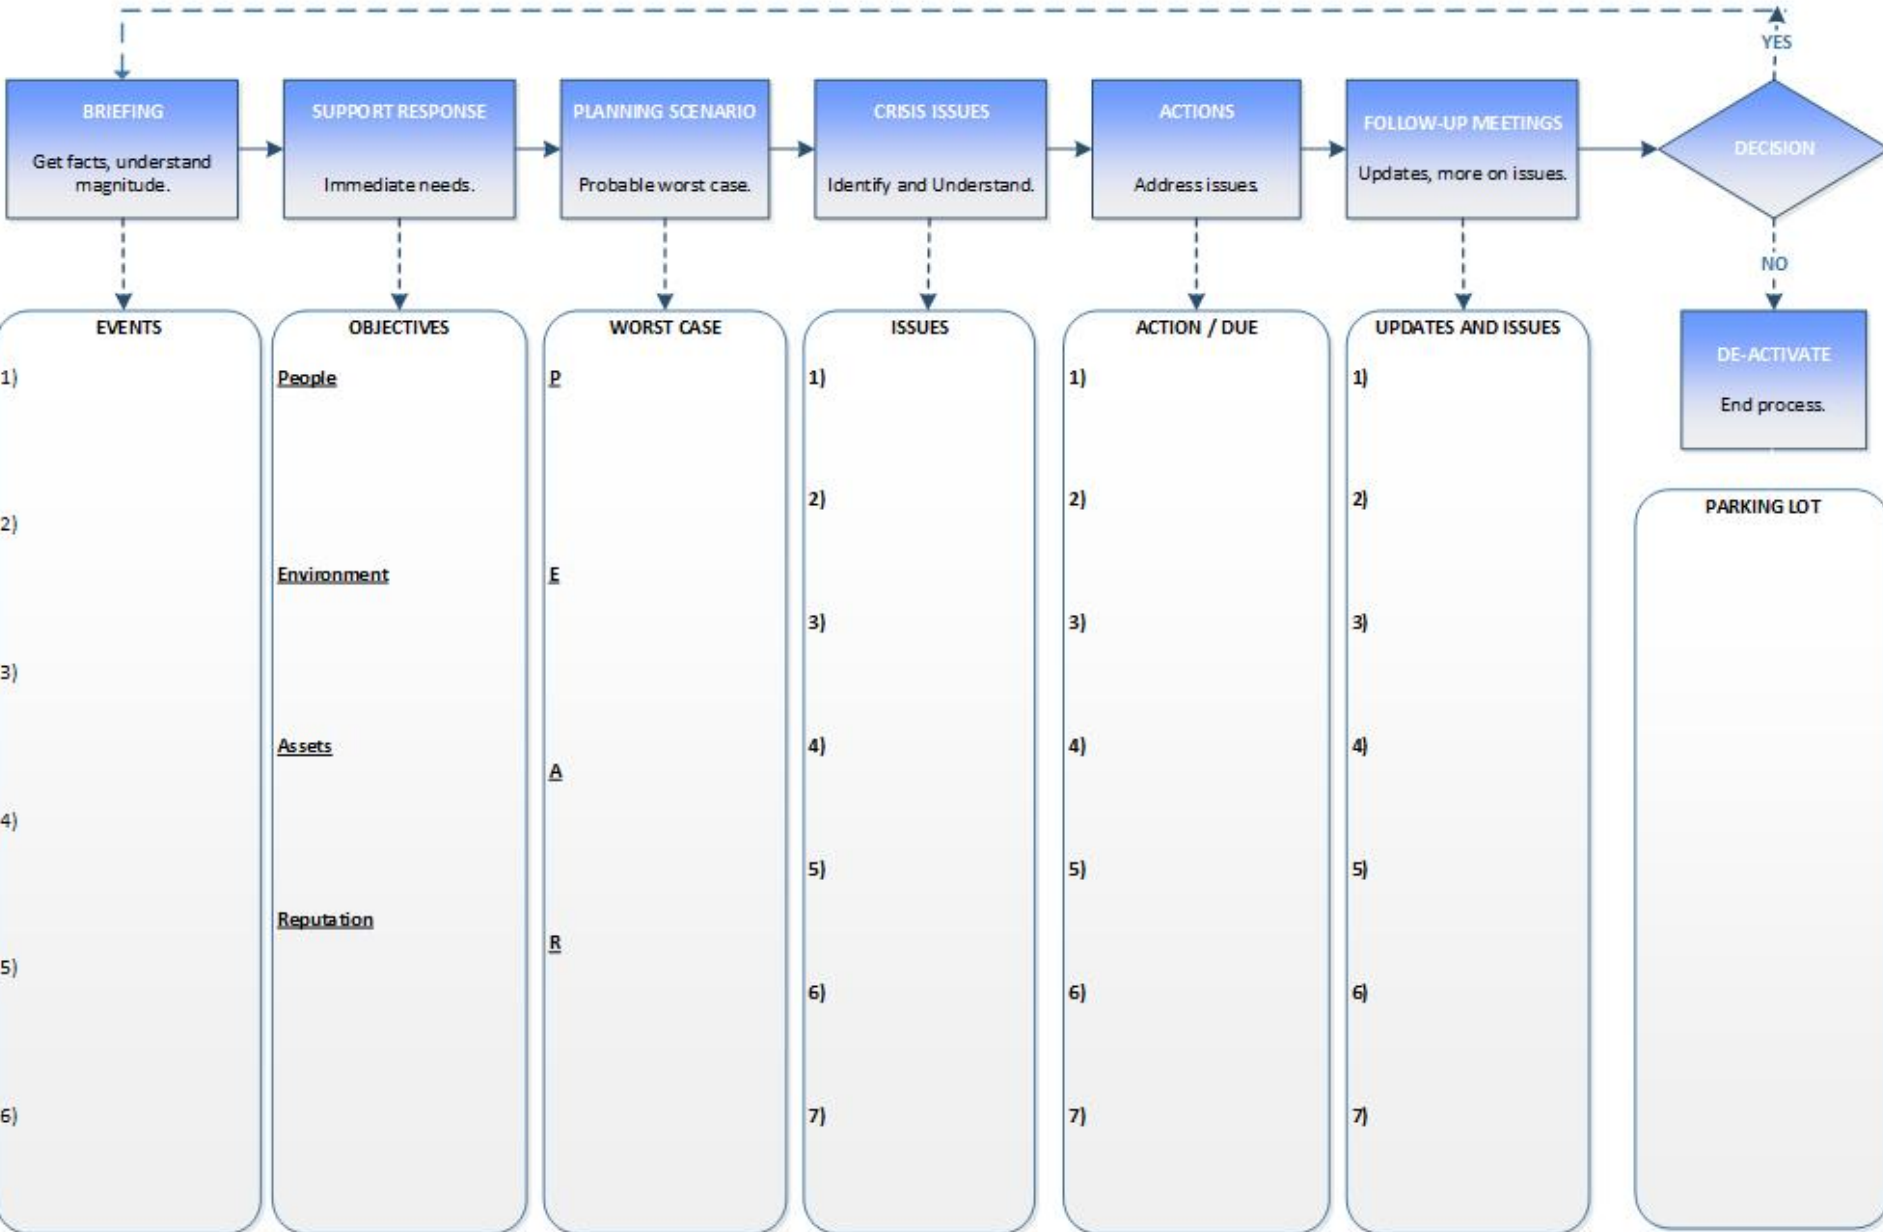 YES
BRIEFING
Get facts, understand
magnitude.
SUPPORT RESPONSE
Immediate needs.
PLANNING SCENARIO
Probable worst case.
CRISIS ISSUES
Identify and Understand.
ACTIONS
Address issues.
FOLLOW-UP MEETINGS
Updates, more on issues.
DECISION
NO
DE-ACTIVATE
End process.
EVENTS
1)
2)
3)
4)
5)
6)
OBJECTIVES
People
Environment
Assets
Reputation
WORST CASE
P
E
A
R
ISSUES
1)
2)
3)
4)
5)
6)
7)
ACTION / DUE
1)
2)
3)
4)
5)
6)
7)
UPDATES AND ISSUES
1)
2)
3)
4)
5)
6)
7)
PARKING LOT